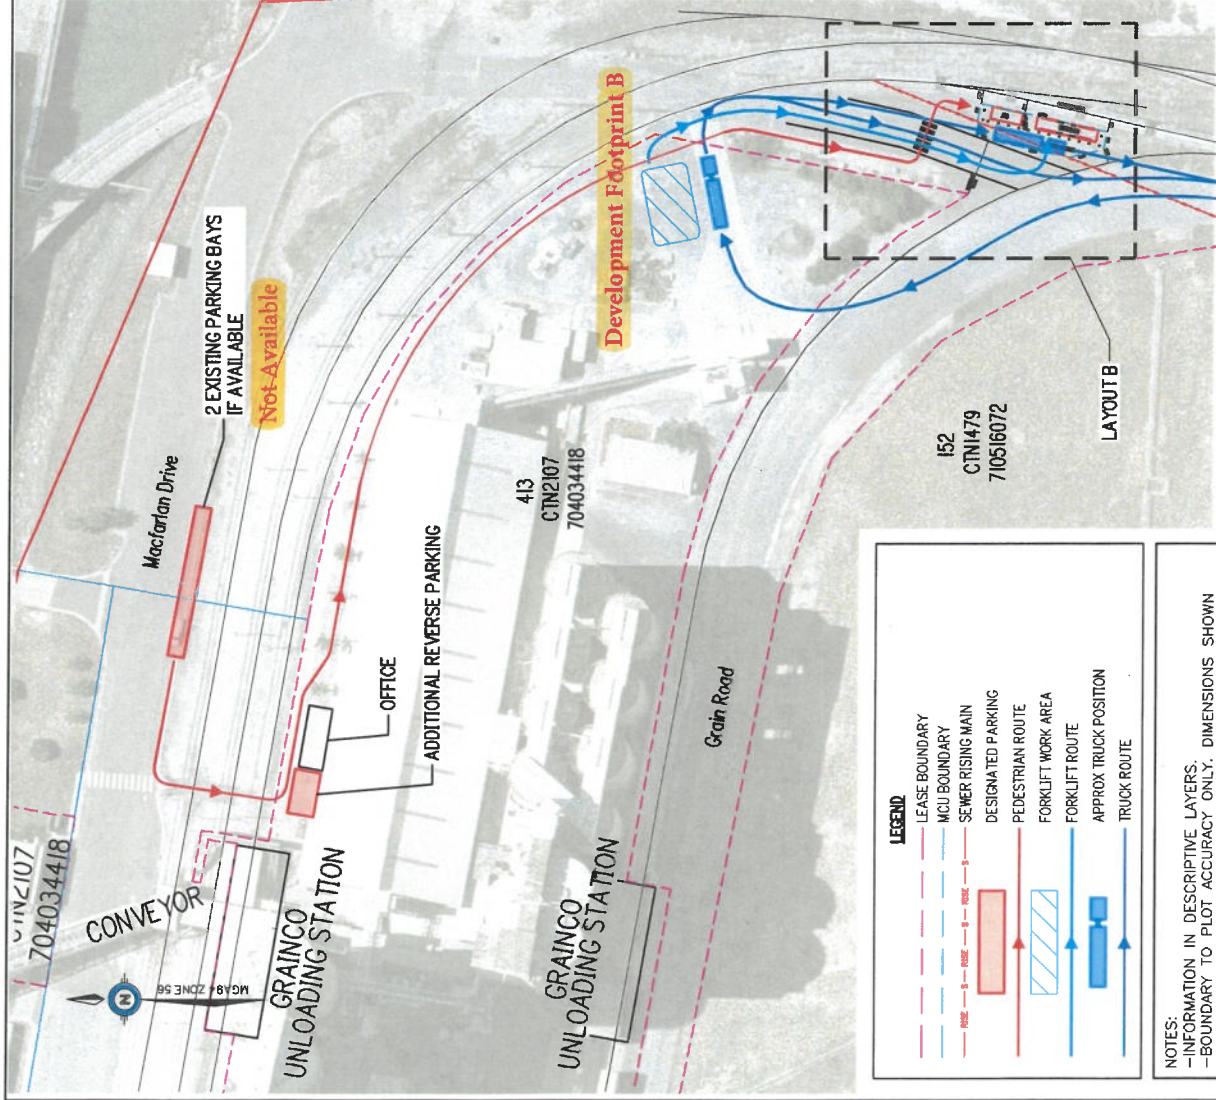 CTN2107
704034418
CONVEYOR
N
MGA94 ZONE 56
GRAINCO
UNLOADING STATION
GRAINCO
UNLOADING STATION
Macfarlan Drive
2 EXISTING PARKING BAYS
IF AVAILABLE
Not Available
OFFICE
ADDITIONAL REVERSE PARKING
413
CTN2107
704034418
Development Footprint B
Grain Road
152
CTN1479
710516072
LAYOUT B
LEGEND
LEASE BOUNDARY
MCU BOUNDARY
RISE S RISE S RISE S
SEWER RISING MAIN
DESIGNATED PARKING
PEDESTRIAN ROUTE
FORKLIFT WORK AREA
FORKLIFT ROUTE
APPROX TRUCK POSITION
TRUCK ROUTE
NOTES:
-INFORMATION IN DESCRIPTIVE LAYERS.
-BOUNDARY TO PLOT ACCURACY ONLY. DIMENSIONS SHOWN